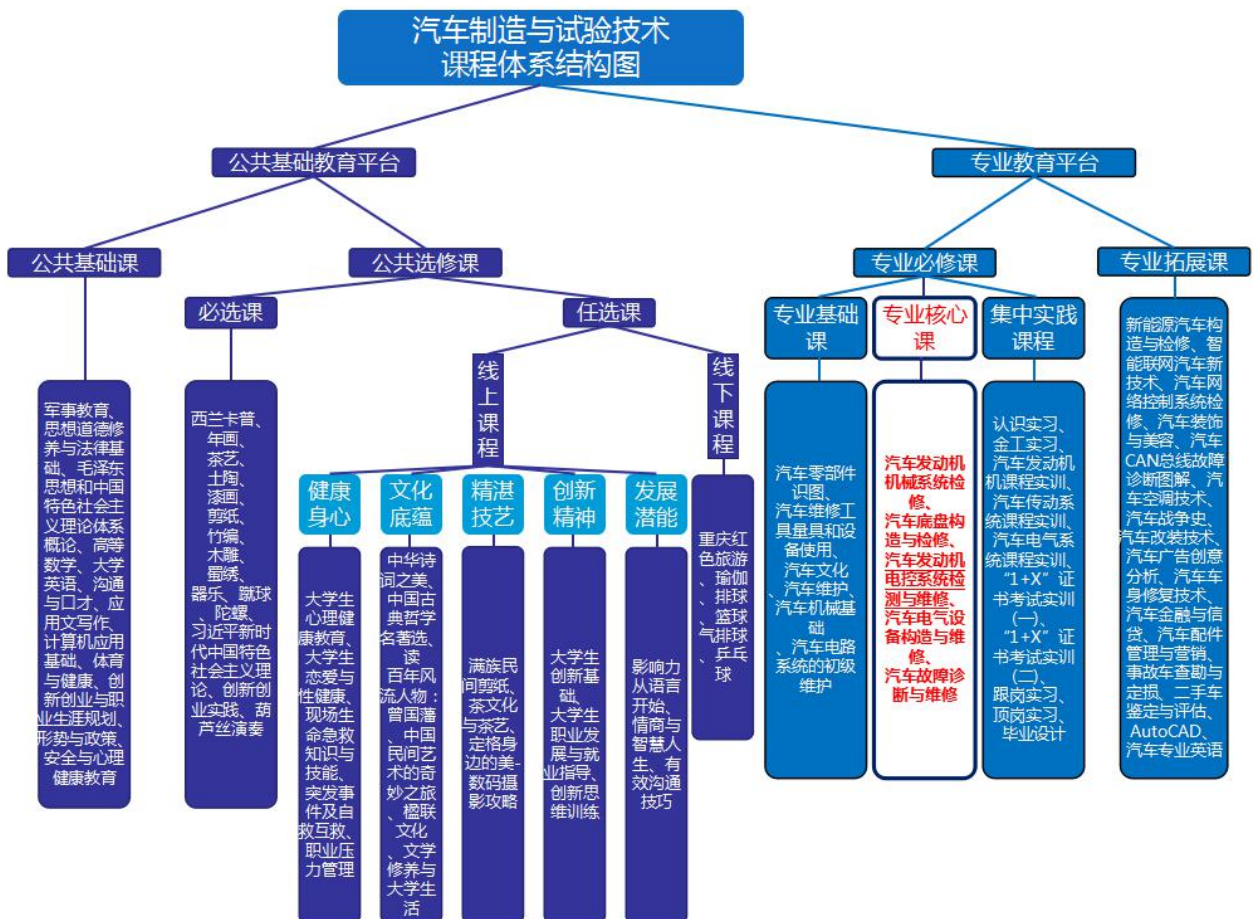 汽车制造与试验技术
课程体系结构图
公共基础教育平台
专业教育平台
公共基础课
公共选修课
专业必修课
专业拓展课
必选课
任选课
专业基础
课
专业核心
课
集中实践
课程
线
上
课
程
线
下
课
程
健康
身心
文化
底蕴
精湛
技艺
创新
精神
发展
潜能
军事教育、
思想道德修
养与法律基
础、毛泽东
思想和中国
特色社会主
义理论体系
概论、高等
数学、大学
英语、沟通
与口才、应
用文写作、
计算机应用
基础、体育
与健康、创
新创业与职
业生涯规划、
形势与政策、
安全与心理
健康教育
西兰卡普、
年画、
茶艺、
土陶、
漆画、
剪纸、
竹编、
木雕、
蜀绣、
器乐、蹴球
、陀螺、
习近平新时
代中国特色
社会主义理
论、创新创
业实践、葫
芦丝演奏
大学生
心理健
康教育、
大学生
恋爱与
性健康、
现场生
命急救
知识与
技能、
突发事
件及自
救互救、
职业压
力管理
中华诗
词之美、
中国古
典哲学
名著选
读、
百年风
流人物：
曾国藩
、中国
民间艺
术的奇
妙之旅
、楹联
文化
、文学
修养与
大学生
活
满族民
间剪纸、
茶文化
与茶艺、
定格身
边的美-
数码摄
影攻略
大学生
创新基
础、大
学生
职业发
展与就
业指导、
创新思
维训练
影响力
从语言
开始、
情商与
智慧人
生、有
效沟通
技巧
重庆红
色旅游
、瑜伽
、排球
、篮球
气排球
、乒乓
球
汽车零部件
识图、
汽车维修工
具量具和设
备使用、
汽车文化
、汽车维护、
汽车机械基
础
、汽车电路
系统的初级
维护
汽车发动机
机械系统检
修、
汽车底盘构
造与检修、
汽车发动机
电控系统检
测与维修、
汽车电气设
备构造与维
修、
汽车故障诊
断与维修
认识实习、
金工实习、
汽车发动机
机课程实训、
汽车传动系
统课程实训、
汽车电气系
统课程实训、
“1+X”证
书考试实训
(一)、
“1+X”证
书考试实训
(二)、
跟岗实习、
顶岗实习、
毕业设计
新能源汽车构
造与检修、智
能联网汽车新
技术、汽车网
络控制系统检
修、汽车装饰
与美容、汽车
CAN总线故障
诊断图解、汽
车空调技术、
汽车战争史、
汽车改装技术、
汽车广告创意
分析、汽车车
身修复技术、
汽车金融与信
贷、汽车配件
管理与营销、
事故车查勘与
定损、二手车
鉴定与评估、
AutoCAD、
汽车专业英语